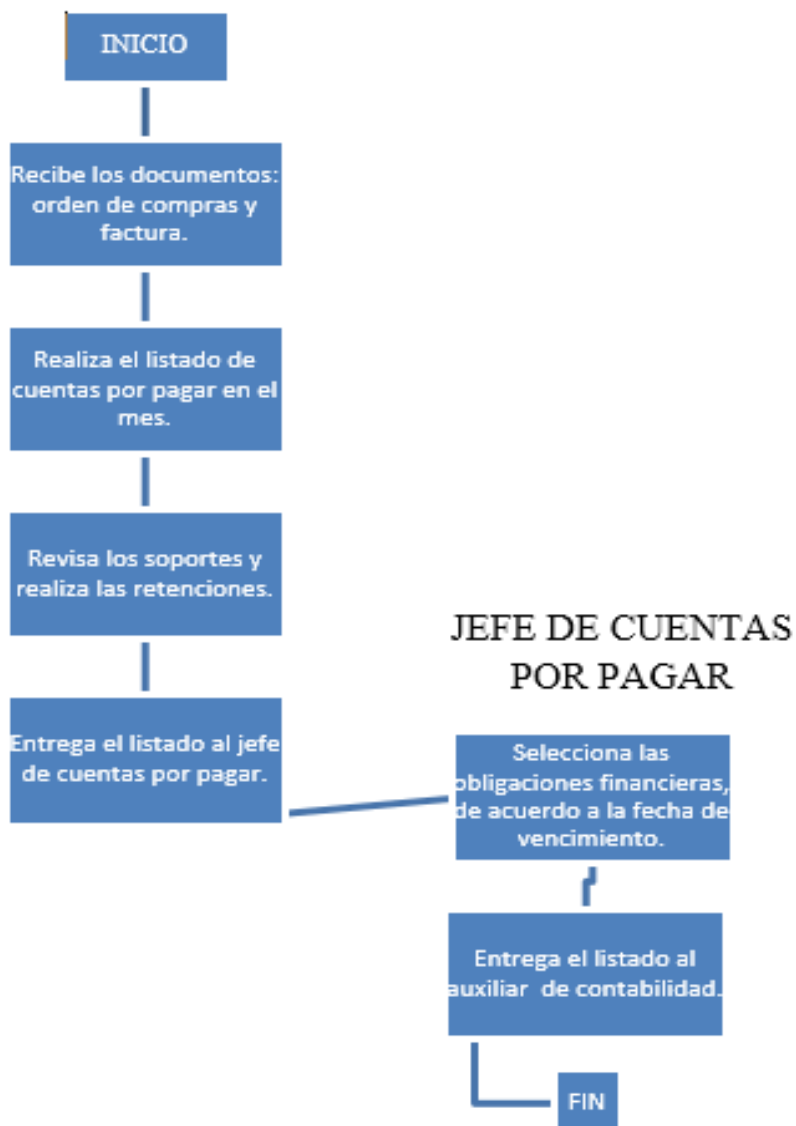 INICIO
Recibe los documentos:
orden de compras y
factura.
Realiza el listado de
cuentas por pagar en el
mes.
Revisa los soportes y
realiza las retenciones.
Entrega el listado al jefe
de cuentas por pagar.
JEFE DE CUENTAS
POR PAGAR
Selecciona las
obligaciones financieras,
de acuerdo a la fecha de
vencimiento.
Entrega el listado al
auxiliar de contabilidad.
FIN